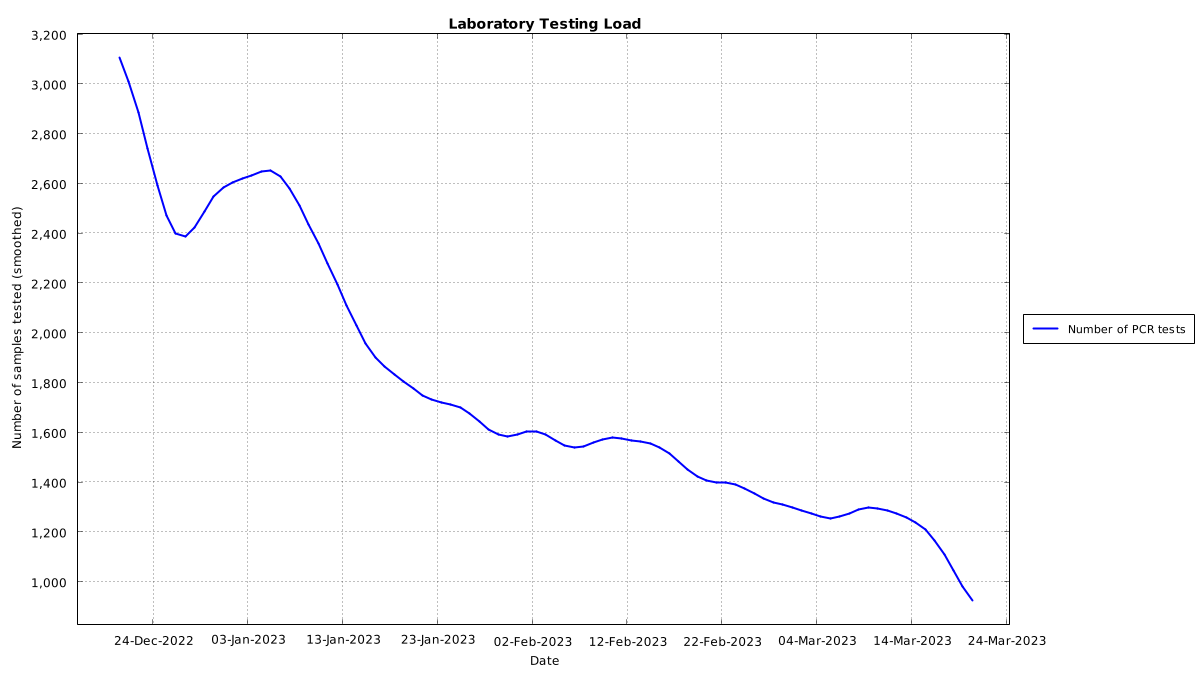 Laboratory Testing Load
3,200
3,000
2,800
2,600
2,400
2,200
2,000
1,800
1,600
1,400
1,200
1,000
Number of samples tested (smoothed)
24-Dec-2022
03-Jan-2023
13-Jan-2023
23-Jan-2023
02-Feb-2023
12-Feb-2023
22-Feb-2023
04-Mar-2023
14-Mar-2023
24-Mar-2023
Date
Number of PCR tests